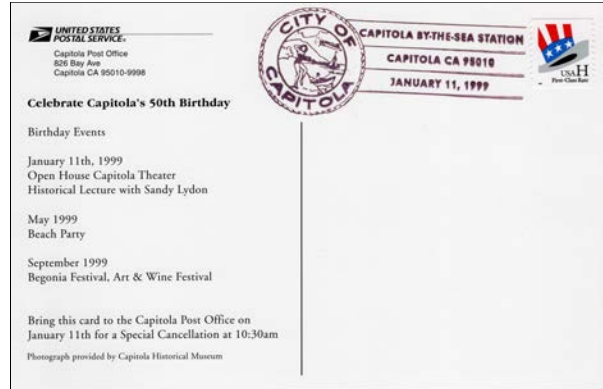 UNITED STATES
POSTAL SERVICE®
Capitola Post Office
826 Bay Ave
Capitola CA 95010-9998
CITY OF
CAPITOLA
CAPITOLA BY-THE-SEA STATION
CAPITOLA CA 95010
JANUARY 11, 1999
USAH
First-Class Rate
Celebrate Capitola's 50th Birthday
Birthday Events
January 11th, 1999
Open House Capitola Theater
Historical Lecture with Sandy Lydon
May 1999
Beach Party
September 1999
Begonia Festival, Art & Wine Festival
Bring this card to the Capitola Post Office on
January 11th for a Special Cancellation at 10:30am
Photograph provided by Capitola Historical Museum